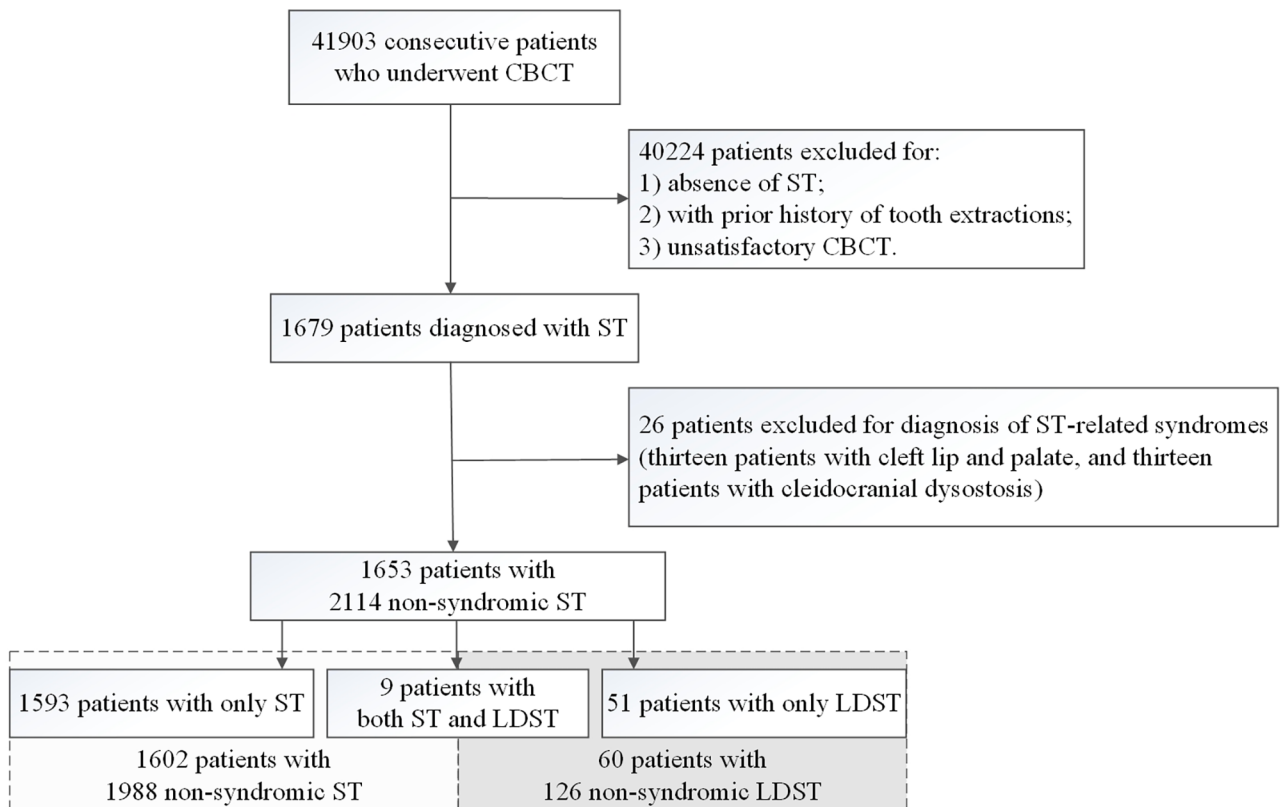 41903 consecutive patients
who underwent CBCT
40224 patients excluded for:
1) absence of ST;
2) with prior history of tooth extractions;
3) unsatisfactory CBCT.
1679 patients diagnosed with ST
26 patients excluded for diagnosis of ST-related syndromes
(thirteen patients with cleft lip and palate, and thirteen
patients with cleidocranial dysostosis)
1653 patients with
2114 non-syndromic ST
1593 patients with only ST
9 patients with
both ST and LDST
51 patients with only LDST
1602 patients with
1988 non-syndromic ST
60 patients with
126 non-syndromic LDST